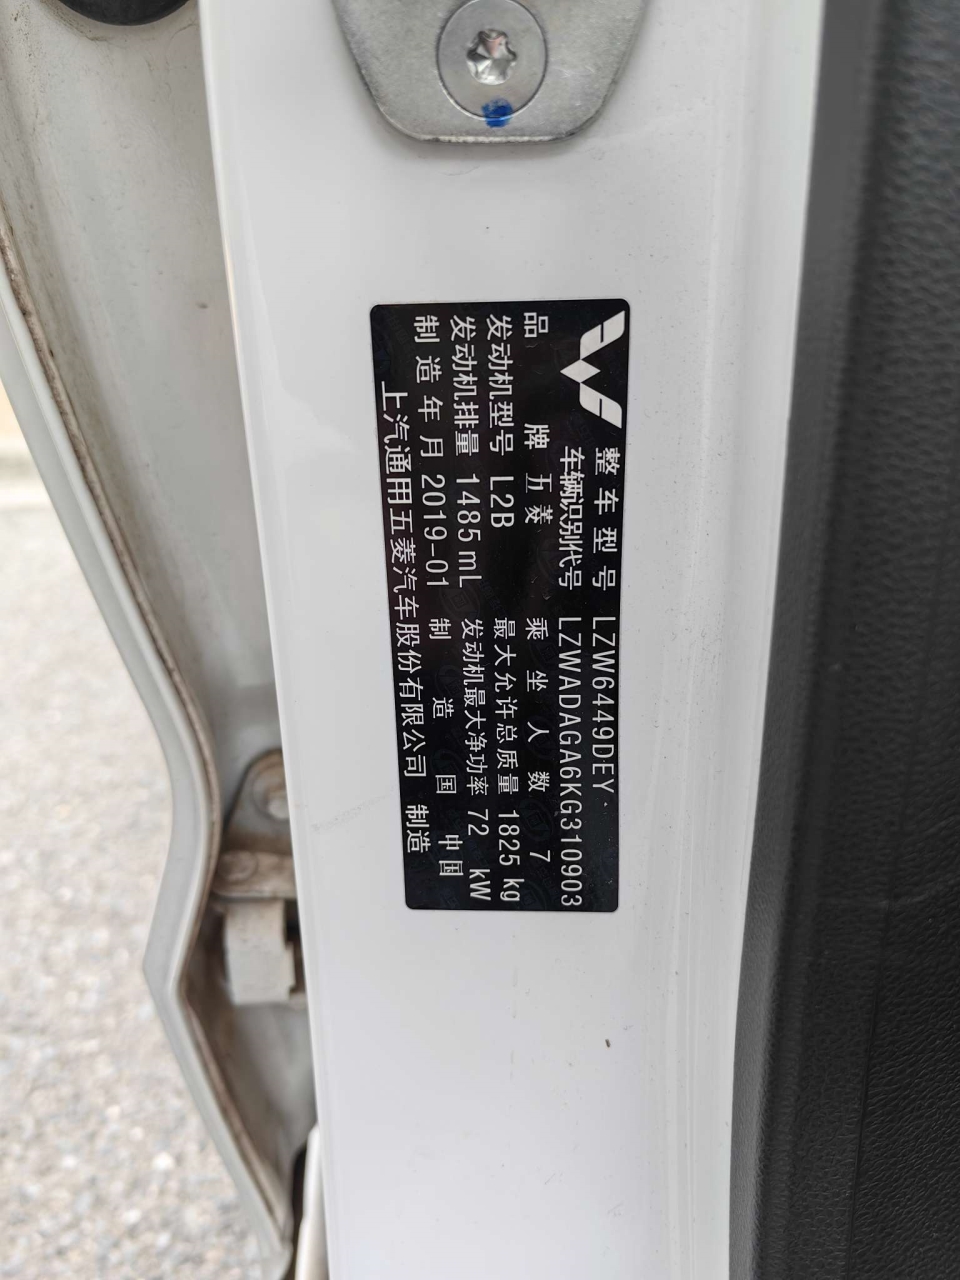 整车型号 LZW6449DEY
车辆识别代号 LZWADAGA6KG310903
品牌 五菱 乘坐人数 7
发动机型号 L2B 最大允许总质量 1825 kg
发动机排量 1485 mL 发动机最大净功率 72 kW
制造年月 2019-01 制造国 中国
上汽通用五菱汽车股份有限公司 制造